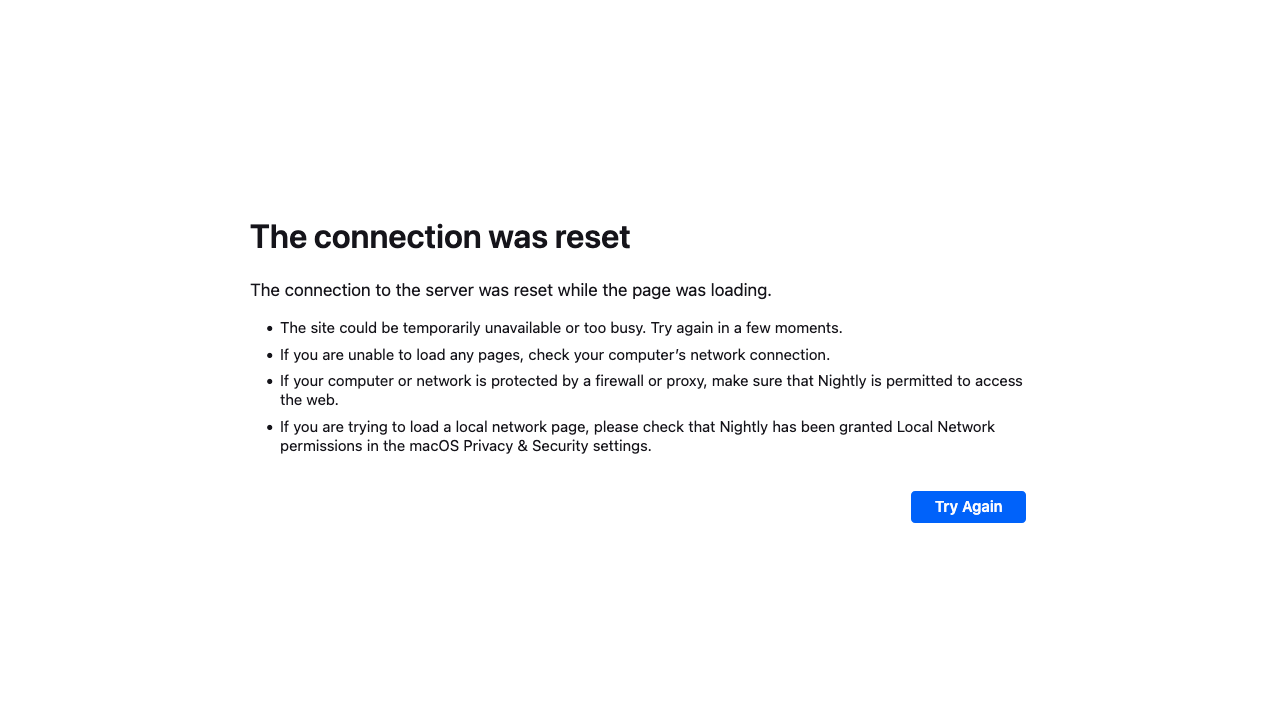 The connection was reset
The connection to the server was reset while the page was loading.
• The site could be temporarily unavailable or too busy. Try again in a few moments.
• If you are unable to load any pages, check your computer’s network connection.
• If your computer or network is protected by a firewall or proxy, make sure that Nightly is permitted to access
the web.
• If you are trying to load a local network page, please check that Nightly has been granted Local Network
permissions in the macOS Privacy & Security settings.
Try Again